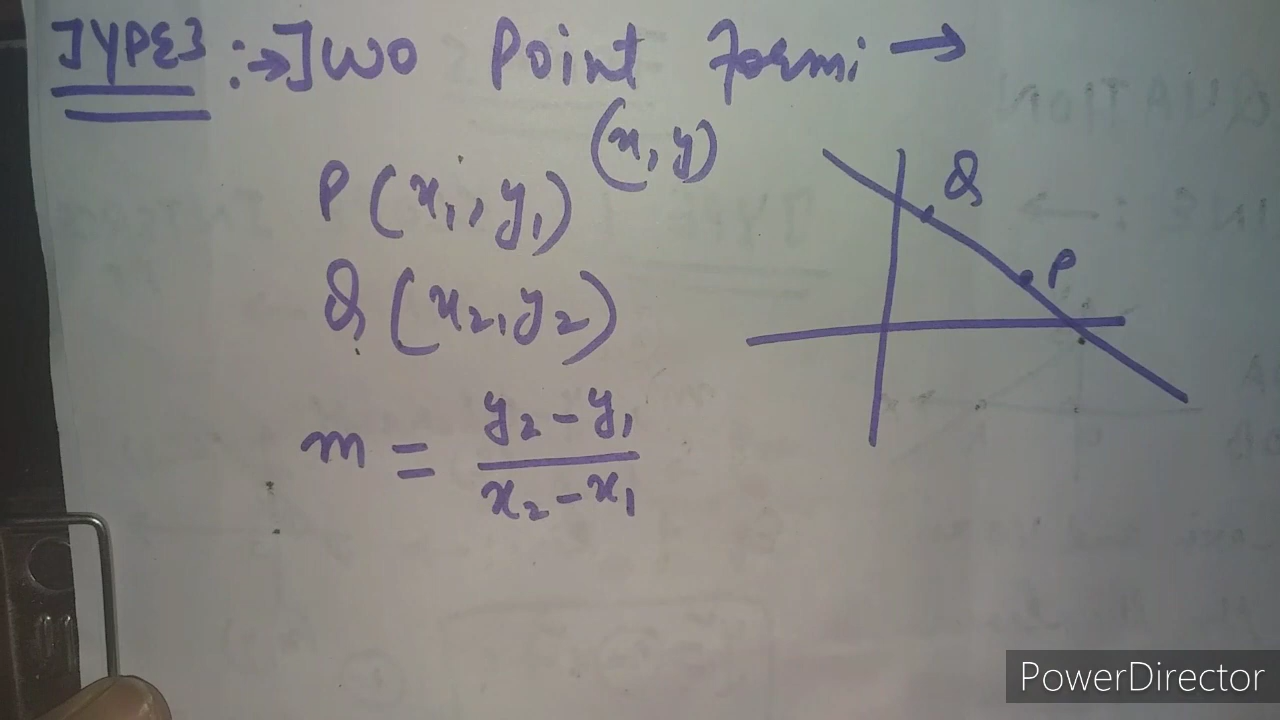 TYPE3 :→ Two Point Form: →
(x, y)
P (x₁, y₁)
Q (x₂, y₂)
m = y₂ - y₁ / x₂ - x₁
Q
P
PowerDirector